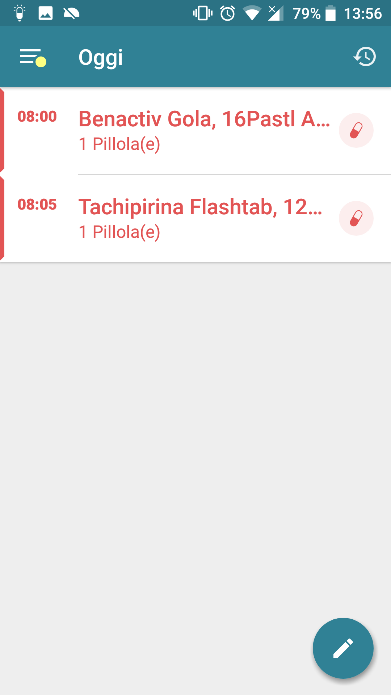 79% 13:56
Oggi
08:00 Benactiv Gola, 16Pastl A...
1 Pillola(e)
08:05 Tachipirina Flashtab, 12...
1 Pillola(e)